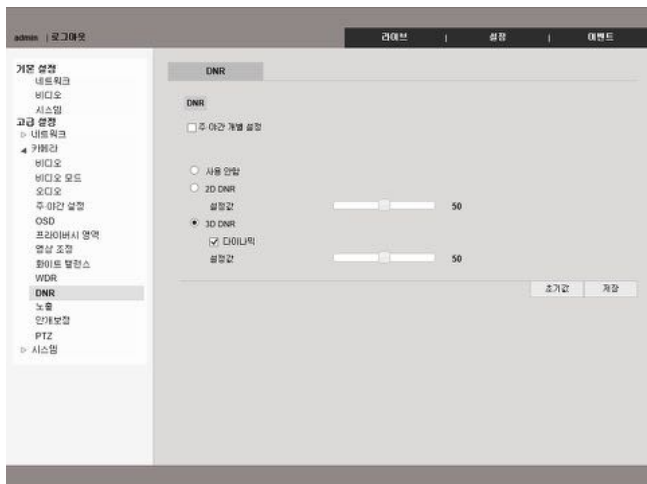 admin | 로그아웃
라이브 | 설정 | 이벤트
기본 설정
네트워크
비디오
시스템
고급 설정
▷ 네트워크
◢ 카메라
비디오
비디오 모드
오디오
주·야간 설정
OSD
프라이버시 영역
영상 조정
화이트 밸런스
WDR
DNR
노출
안개보정
PTZ
▷ 시스템
DNR
DNR
주·야간 개별 설정
사용 안함
2D DNR
설정값 50
3D DNR
다이나믹
설정값 50
초기값 저장